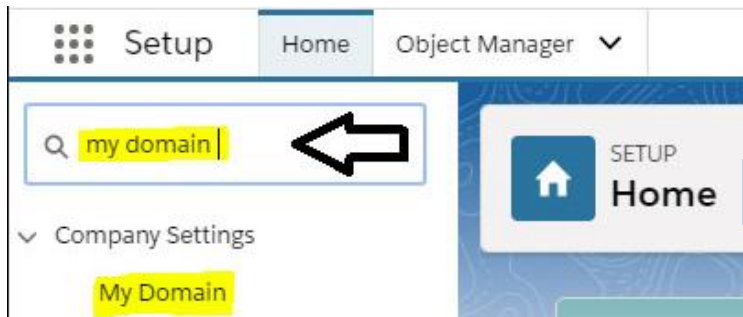 Setup Home Object Manager
my domain
SETUP
Home
Company Settings
My Domain